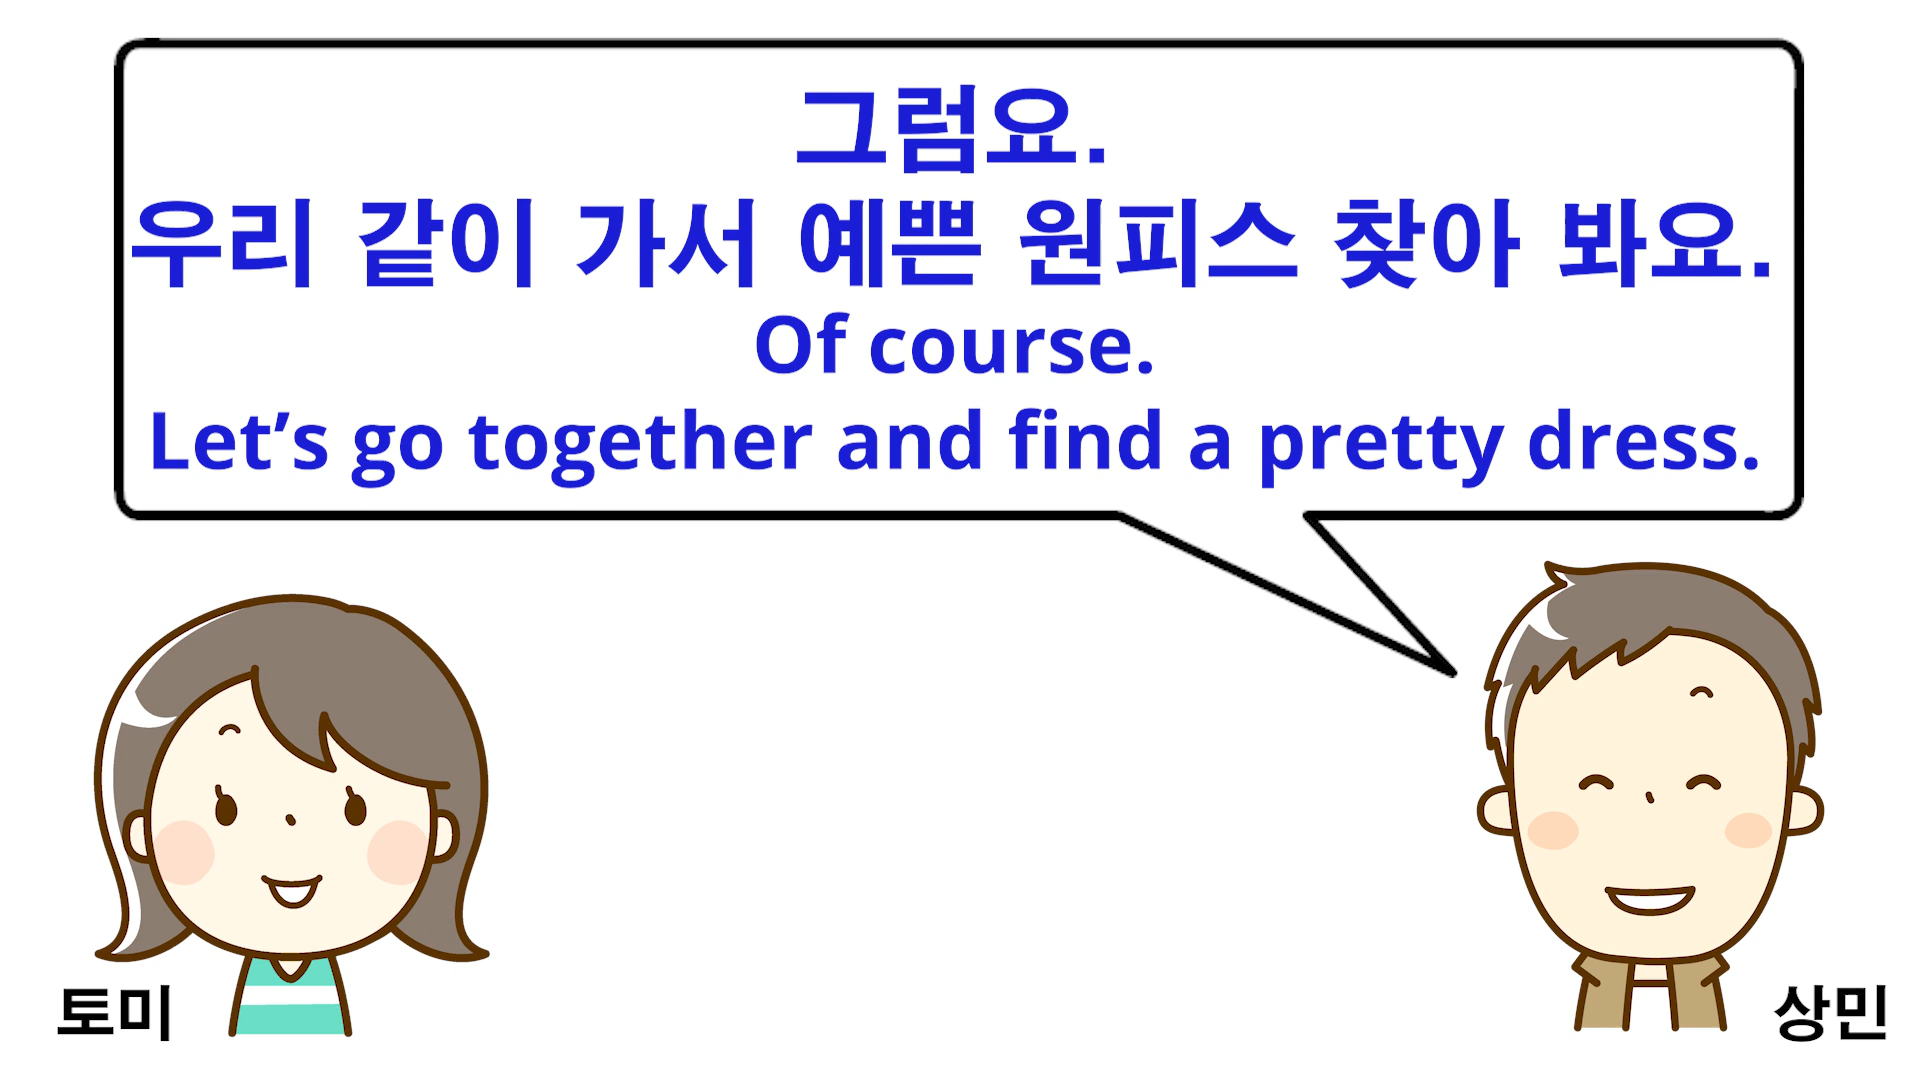 그럼요.
우리 같이 가서 예쁜 원피스 찾아 봐요.
Of course.
Let’s go together and find a pretty dress.
토미
상민